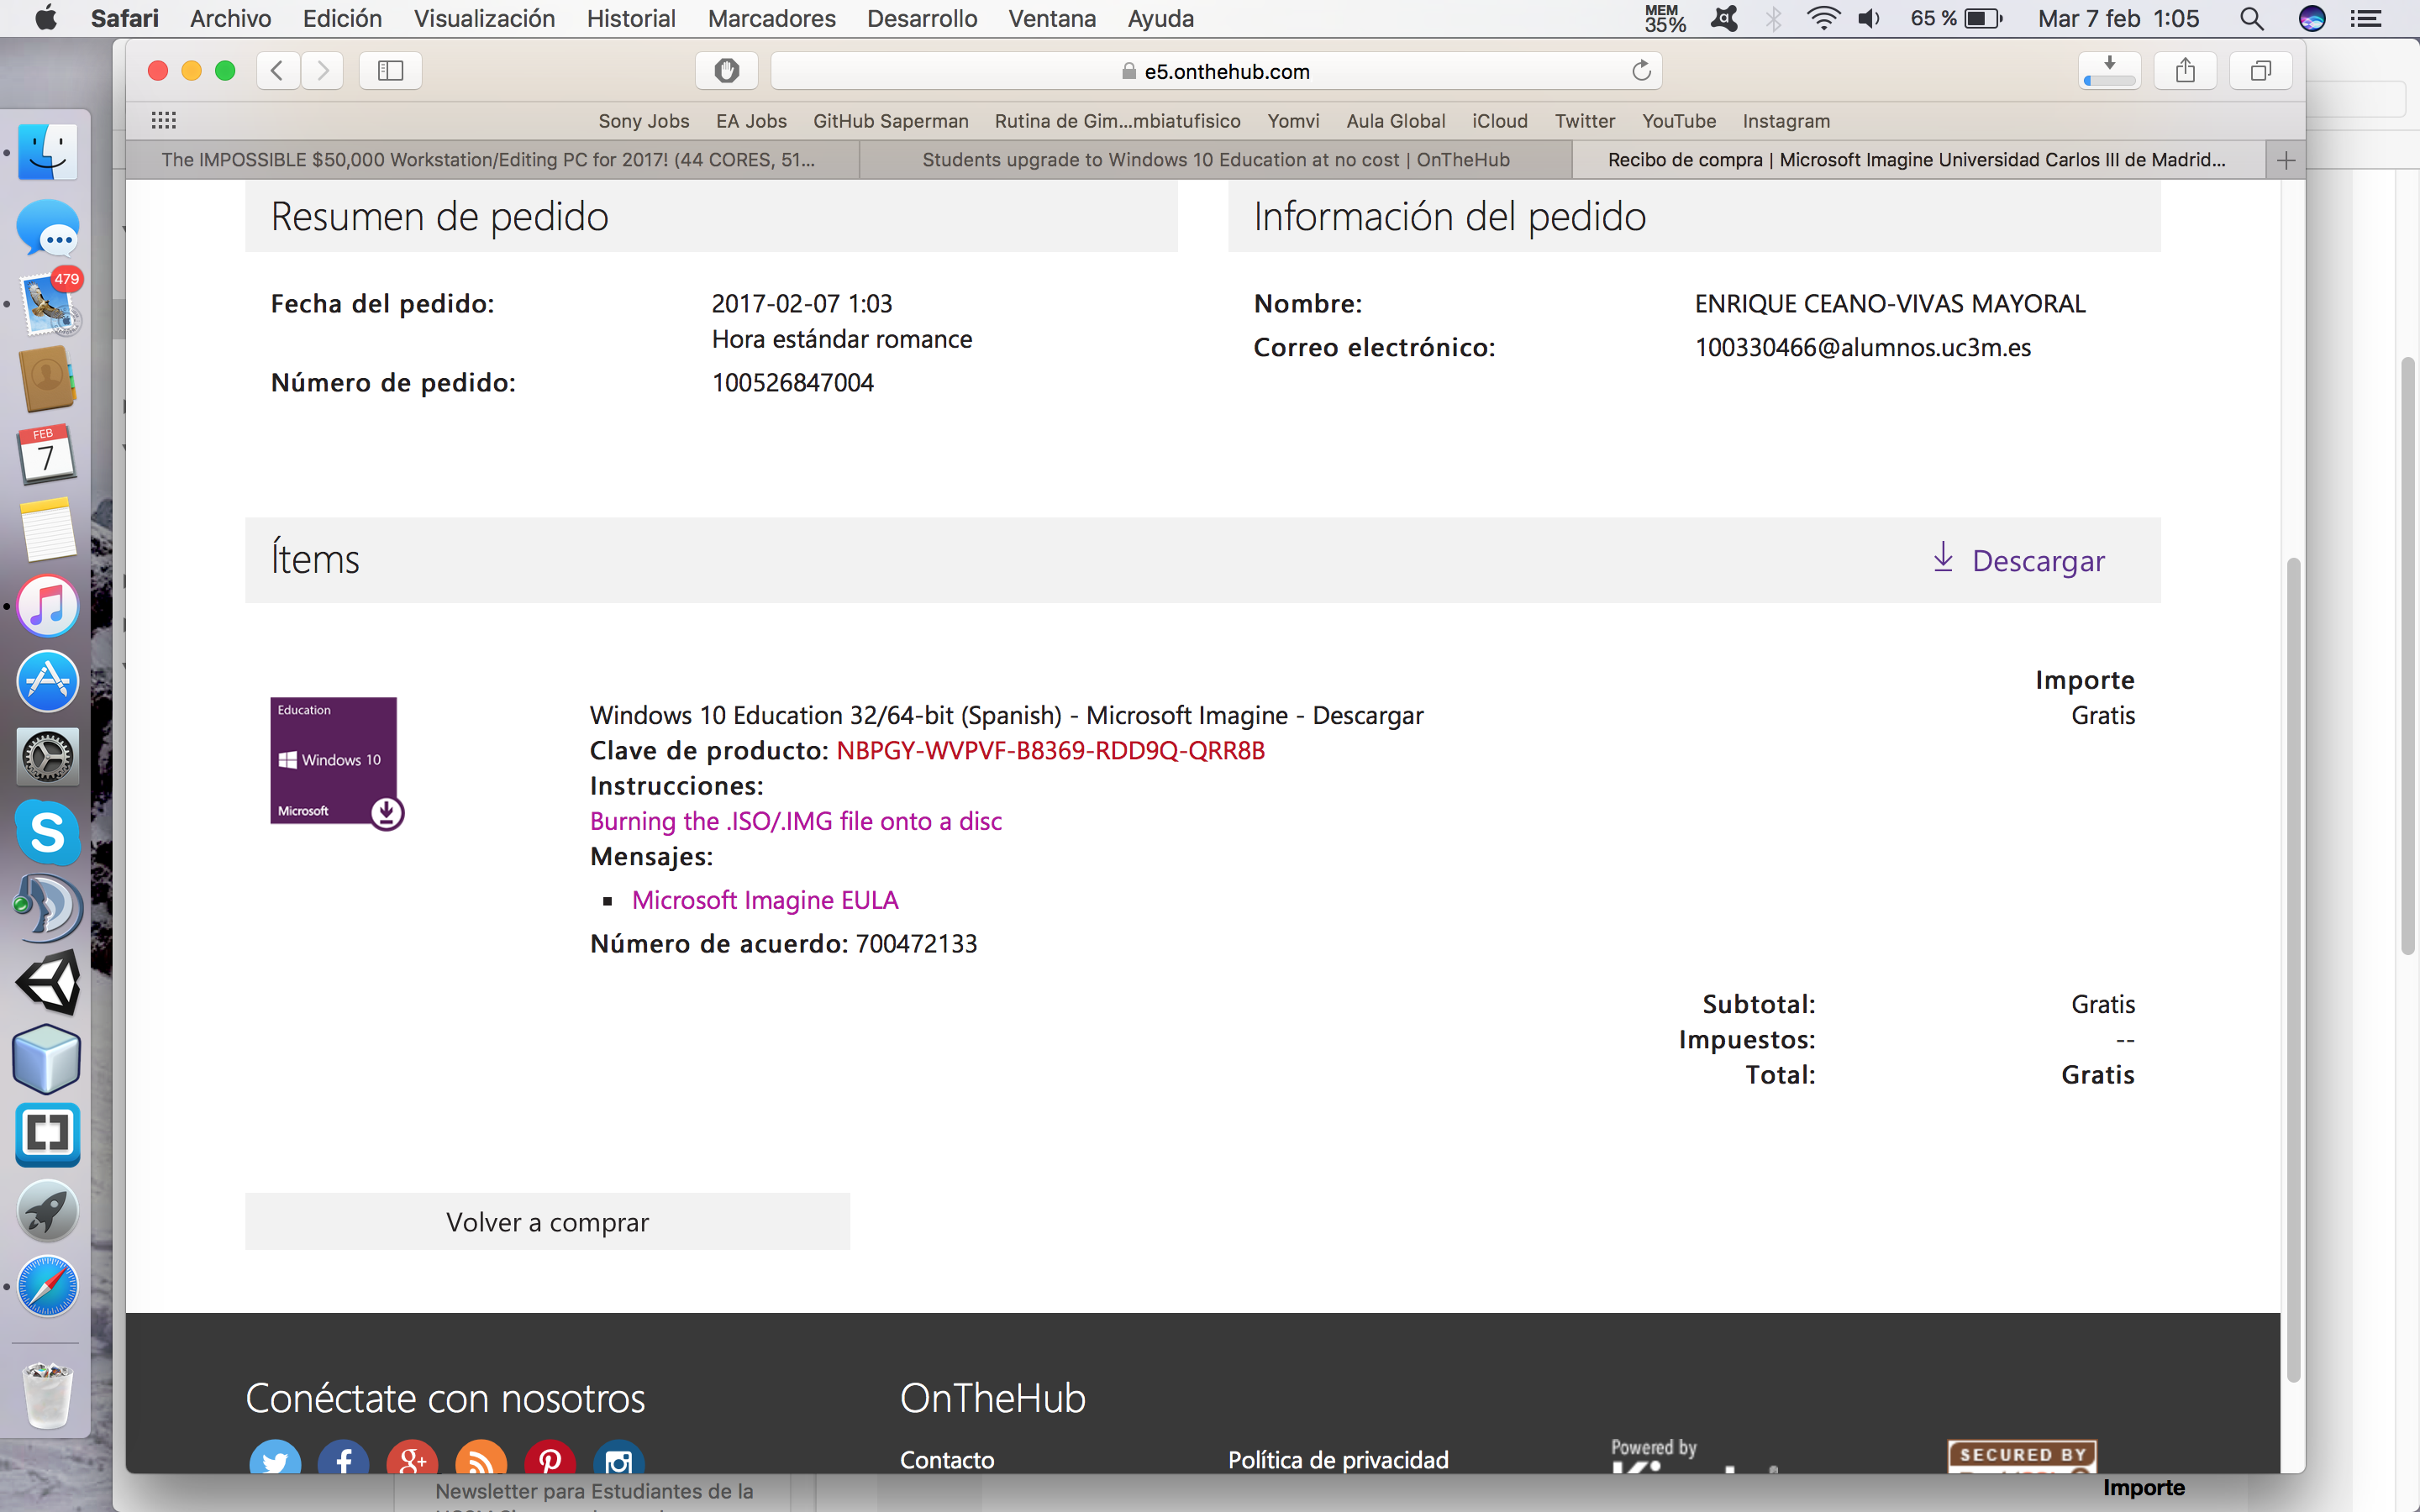 Safari Archivo Edición Visualización Historial Marcadores Desarrollo Ventana Ayuda MEM 35% 65 % Mar 7 feb 1:05
e5.onthehub.com
Sony Jobs EA Jobs GitHub Saperman Rutina de Gim...mbiatufisico Yomvi Aula Global iCloud Twitter YouTube Instagram
The IMPOSSIBLE $50,000 Workstation/Editing PC for 2017! (44 CORES, 51... Students upgrade to Windows 10 Education at no cost | OnTheHub Recibo de compra | Microsoft Imagine Universidad Carlos III de Madrid...
Resumen de pedido
Fecha del pedido: 2017-02-07 1:03
Hora estándar romance
Número de pedido: 100526847004
Información del pedido
Nombre: ENRIQUE CEANO-VIVAS MAYORAL
Correo electrónico: 100330466@alumnos.uc3m.es
479
FEB
7
Ítems Descargar
Importe
Education
Windows 10
Microsoft
Windows 10 Education 32/64-bit (Spanish) - Microsoft Imagine - Descargar Gratis
Clave de producto: NBPGY-WVPVF-B8369-RDD9Q-QRR8B
Instrucciones:
Burning the .ISO/.IMG file onto a disc
Mensajes:
Microsoft Imagine EULA
Número de acuerdo: 700472133
Subtotal: Gratis
Impuestos: --
Total: Gratis
Volver a comprar
Conéctate con nosotros
OnTheHub
Contacto
Política de privacidad
Powered by
SECURED BY
Newsletter para Estudiantes de la
Importe